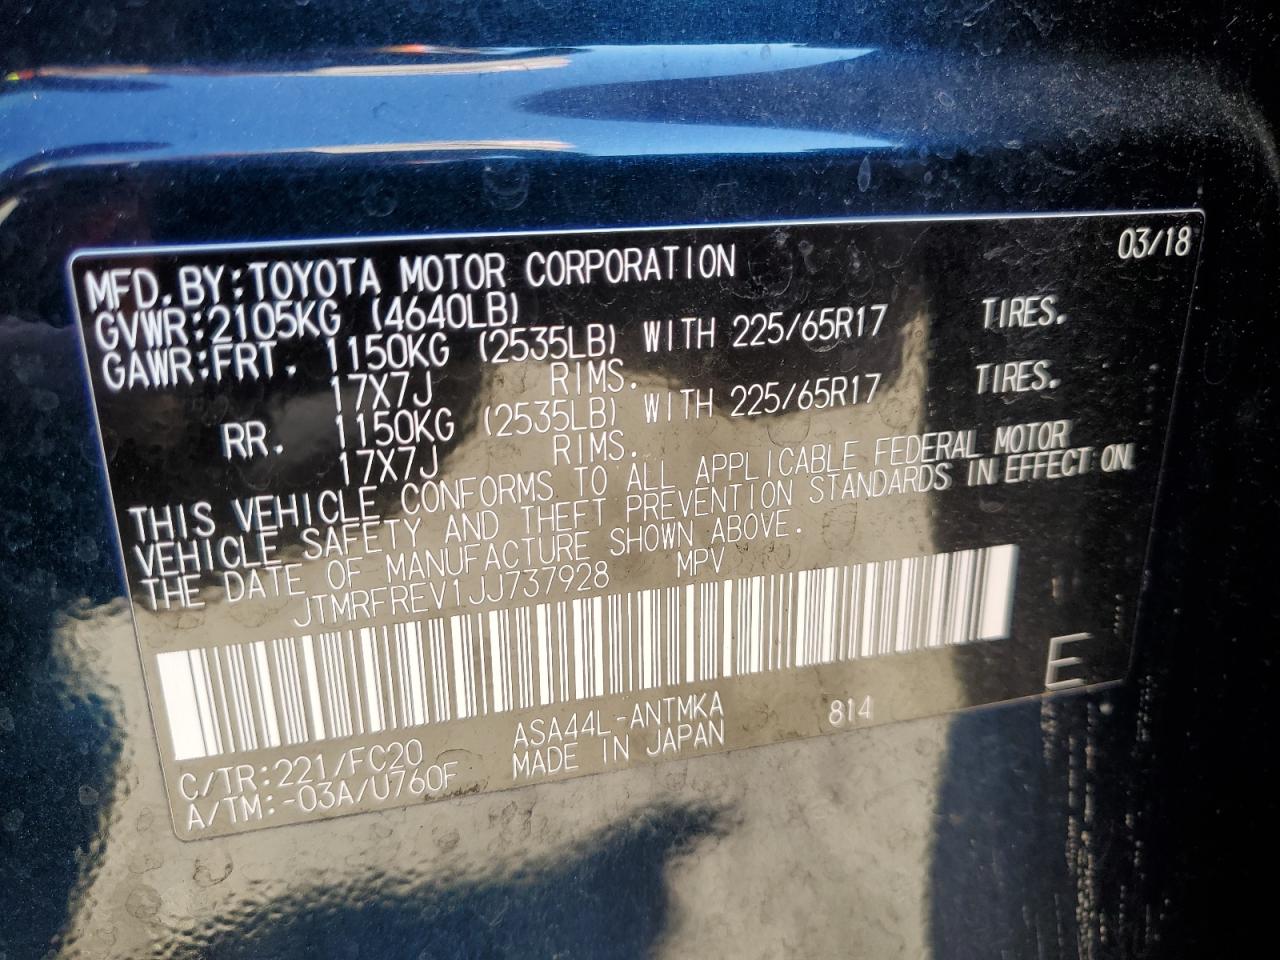 03/18
MFD.BY:TOYOTA MOTOR CORPORATION
GVWR:2105KG (4640LB)
GAWR:FRT. 1150KG (2535LB) WITH 225/65R17 TIRES.
17X7J RIMS.
RR. 1150KG (2535LB) WITH 225/65R17 TIRES.
17X7J RIMS.
THIS VEHICLE CONFORMS TO ALL APPLICABLE FEDERAL MOTOR
VEHICLE SAFETY AND THEFT PREVENTION STANDARDS IN EFFECT ON
THE DATE OF MANUFACTURE SHOWN ABOVE.
JTMRFREV1JJ737928 MPV
E
ASA44L-ANTMKA 814
C/TR:221/FC20 MADE IN JAPAN
A/TM:-03A/U760F